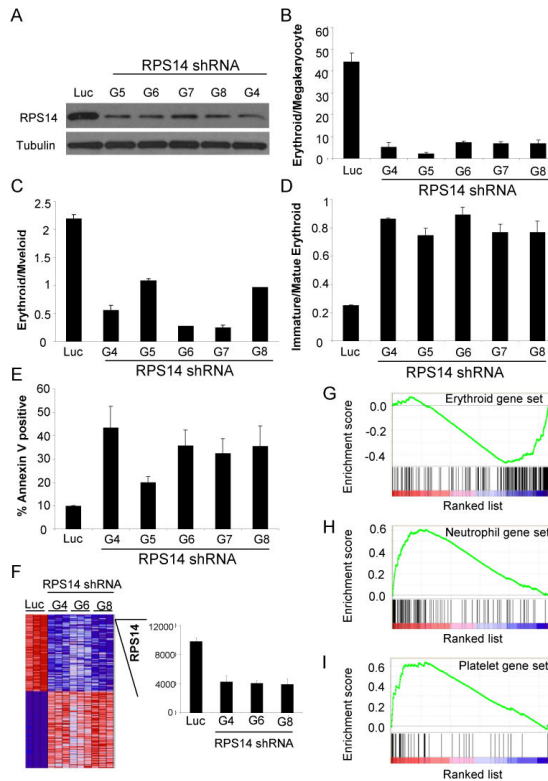 A
RPS14 shRNA
Luc G5 G6 G7 G8 G4
RPS14
Tubulin
B
Erythroid/Megakaryocyte
60
50
40
30
20
10
0
Luc G4 G5 G6 G7 G8
RPS14 shRNA
C
Erythroid/Myeloid
2.5
2
1.5
1
0.5
0
Luc G4 G5 G6 G7 G8
RPS14 shRNA
D
Immature/Matue Erythroid
1
0.8
0.6
0.4
0.2
0
Luc G4 G5 G6 G7 G8
RPS14 shRNA
E
% Annexin V positive
60
50
40
30
20
10
0
Luc G4 G5 G6 G7 G8
RPS14 shRNA
F
RPS14 shRNA
Luc G4 G6 G8
RPS14
12000
8000
4000
0
Luc G4 G6 G8
RPS14 shRNA
G
Erythroid gene set
Enrichment score
0.0
-0.2
-0.4
Ranked list
H
Neutrophil gene set
Enrichment score
0.6
0.4
0.2
0.0
Ranked list
I
Platelet gene set
Enrichment score
0.6
0.4
0.2
0
Ranked list